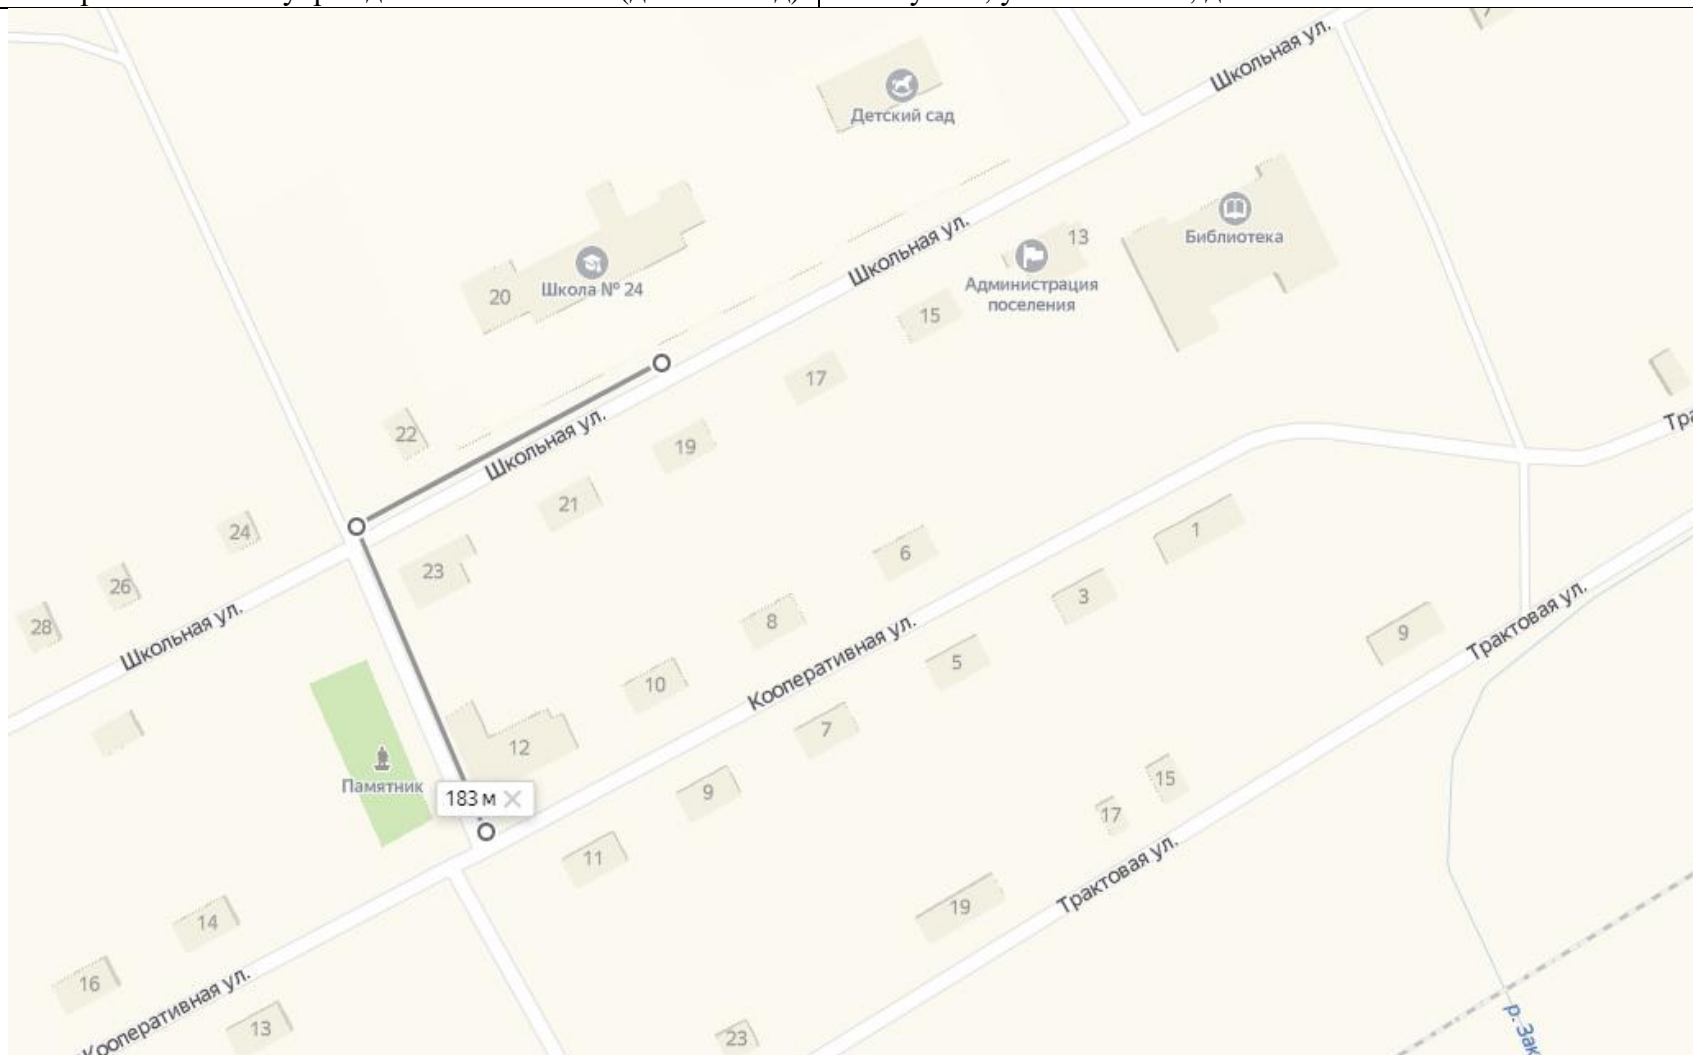 Школьная ул.
Детский сад
Школьная ул.
13
Библиотека
Администрация
поселения
20
Школа № 24
15
17
22
Школьная ул.
19
21
24
23
26
28
Школьная ул.
1
6
3
8
Кооперативная ул.
5
9
Трактовая ул.
10
7
12
Памятник
183 м
9
15
17
11
Трактовая ул.
19
14
16
Кооперативная ул.
13
23